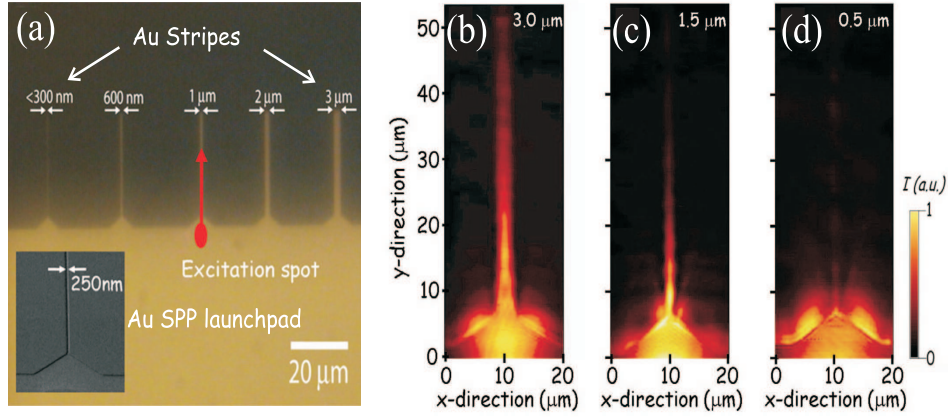 (a)
Au Stripes
<300 nm
600 nm
1 μm
2 μm
3 μm
Excitation spot
250nm
Au SPP launchpad
20 μm
(b)
3.0 μm
50
40
30
20
10
0
y-direction (μm)
0 10 20
x-direction (μm)
(c)
1.5 μm
0 10 20
x-direction (μm)
(d)
0.5 μm
0 10 20
x-direction (μm)
I (a.u.)
1
0